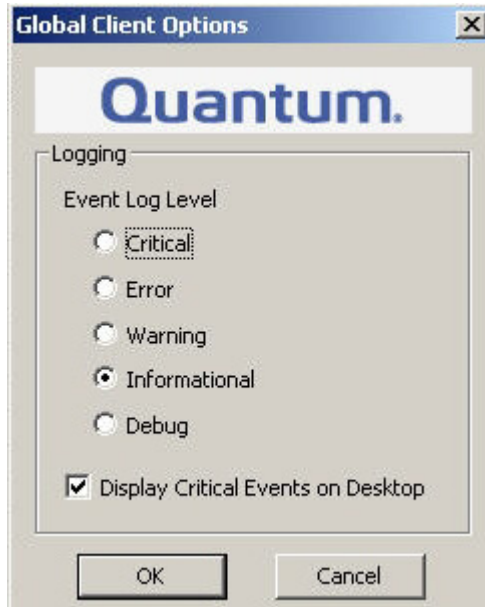 Global Client Options
Quantum.
Logging
Event Log Level
Critical
Error
Warning
Informational
Debug
Display Critical Events on Desktop
OK Cancel